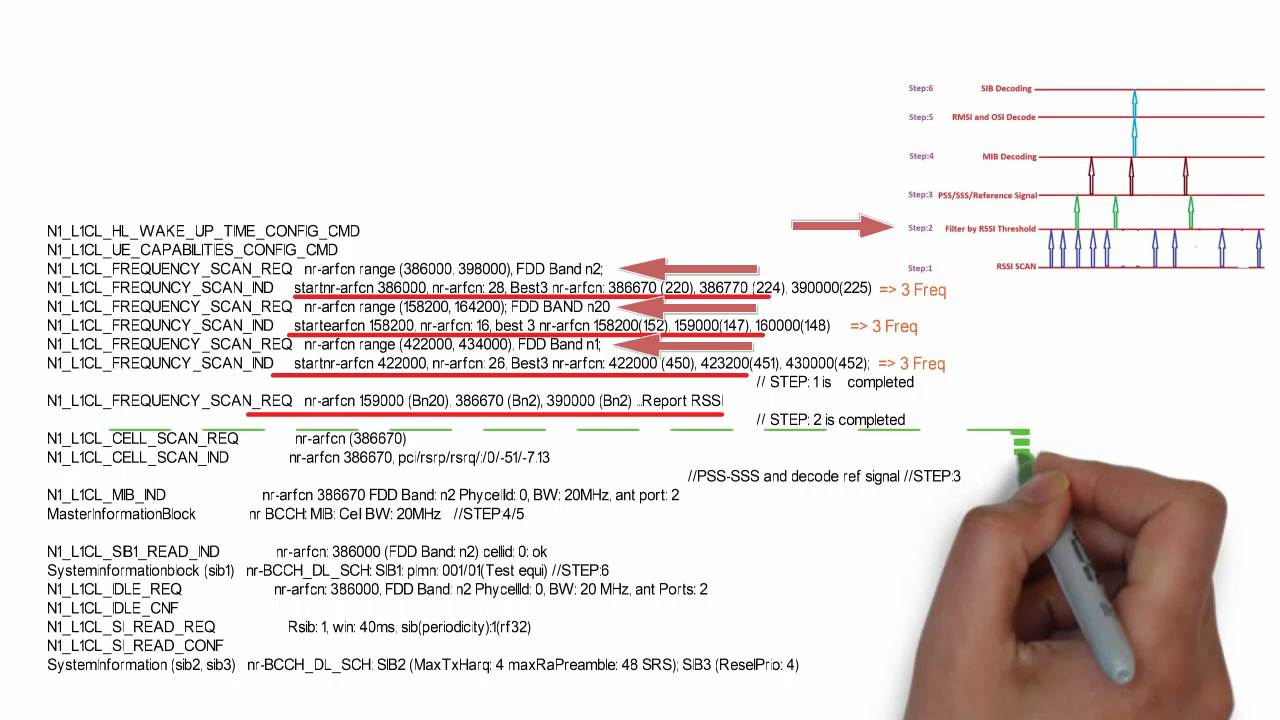 Step:6 SIB Decoding
Step:5 RMSI and OSI Decode
Step:4 MIB Decoding
Step:3 PSS/SSS/Reference Signal
Step:2 Filter by RSSI Threshold
Step:1 RSSI SCAN
N1_L1CL_HL_WAKE_UP_TIME_CONFIG_CMD
N1_L1CL_UE_CAPABILITIES_CONFIG_CMD
N1_L1CL_FREQUENCY_SCAN_REQ nr-arfcn range (386000, 398000), FDD Band n2;
N1_L1CL_FREQUNCY_SCAN_IND startnr-arfcn 386000, nr-arfcn: 28, Best3 nr-arfcn: 386670 (220), 386770 (224), 390000(225) => 3 Freq
N1_L1CL_FREQUENCY_SCAN_REQ nr-arfcn range (158200, 164200); FDD BAND n20
N1_L1CL_FREQUNCY_SCAN_IND startearfcn 158200, nr-arfcn: 16, best 3 nr-arfcn 158200(152), 159000(147), 160000(148) => 3 Freq
N1_L1CL_FREQUENCY_SCAN_REQ nr-arfcn range (422000, 434000), FDD Band n1;
N1_L1CL_FREQUNCY_SCAN_IND startnr-arfcn 422000, nr-arfcn: 26, Best3 nr-arfcn: 422000 (450), 423200(451), 430000(452); => 3 Freq
// STEP: 1 is completed
N1_L1CL_FREQUENCY_SCAN_REQ nr-arfcn 159000 (Bn20), 386670 (Bn2), 390000 (Bn2) ...Report RSSI
// STEP: 2 is completed
N1_L1CL_CELL_SCAN_REQ nr-arfcn (386670)
N1_L1CL_CELL_SCAN_IND nr-arfcn 386670, pci/rsrp/rsrq:/0/-51/-7.13
//PSS-SSS and decode ref signal //STEP:3
N1_L1CL_MIB_IND nr-arfcn 386670 FDD Band: n2 PhyceIId: 0, BW: 20MHz, ant port: 2
MasterInformationBlock nr BCCH: MIB: Cell BW: 20MHz //STEP:4/5
N1_L1CL_SIB1_READ_IND nr-arfcn: 386000 (FDD Band: n2) cellid: 0: ok
Systeminformationblock (sib1) nr-BCCH_DL_SCH: SIB1: plmn: 001/01(Test equi) //STEP:6
N1_L1CL_IDLE_REQ nr-arfcn: 386000, FDD Band: n2 PhyceIIId: 0, BW: 20 MHz, ant Ports: 2
N1_L1CL_IDLE_CNF
N1_L1CL_SI_READ_REQ Rsib: 1, win: 40ms, sib(periodicity):1(rf32)
N1_L1CL_SI_READ_CONF
SystemInformation (sib2, sib3) nr-BCCH_DL_SCH: SIB2 (MaxTxHarq: 4 maxRaPreamble: 48 SRS); SIB3 (ReselPrio: 4)